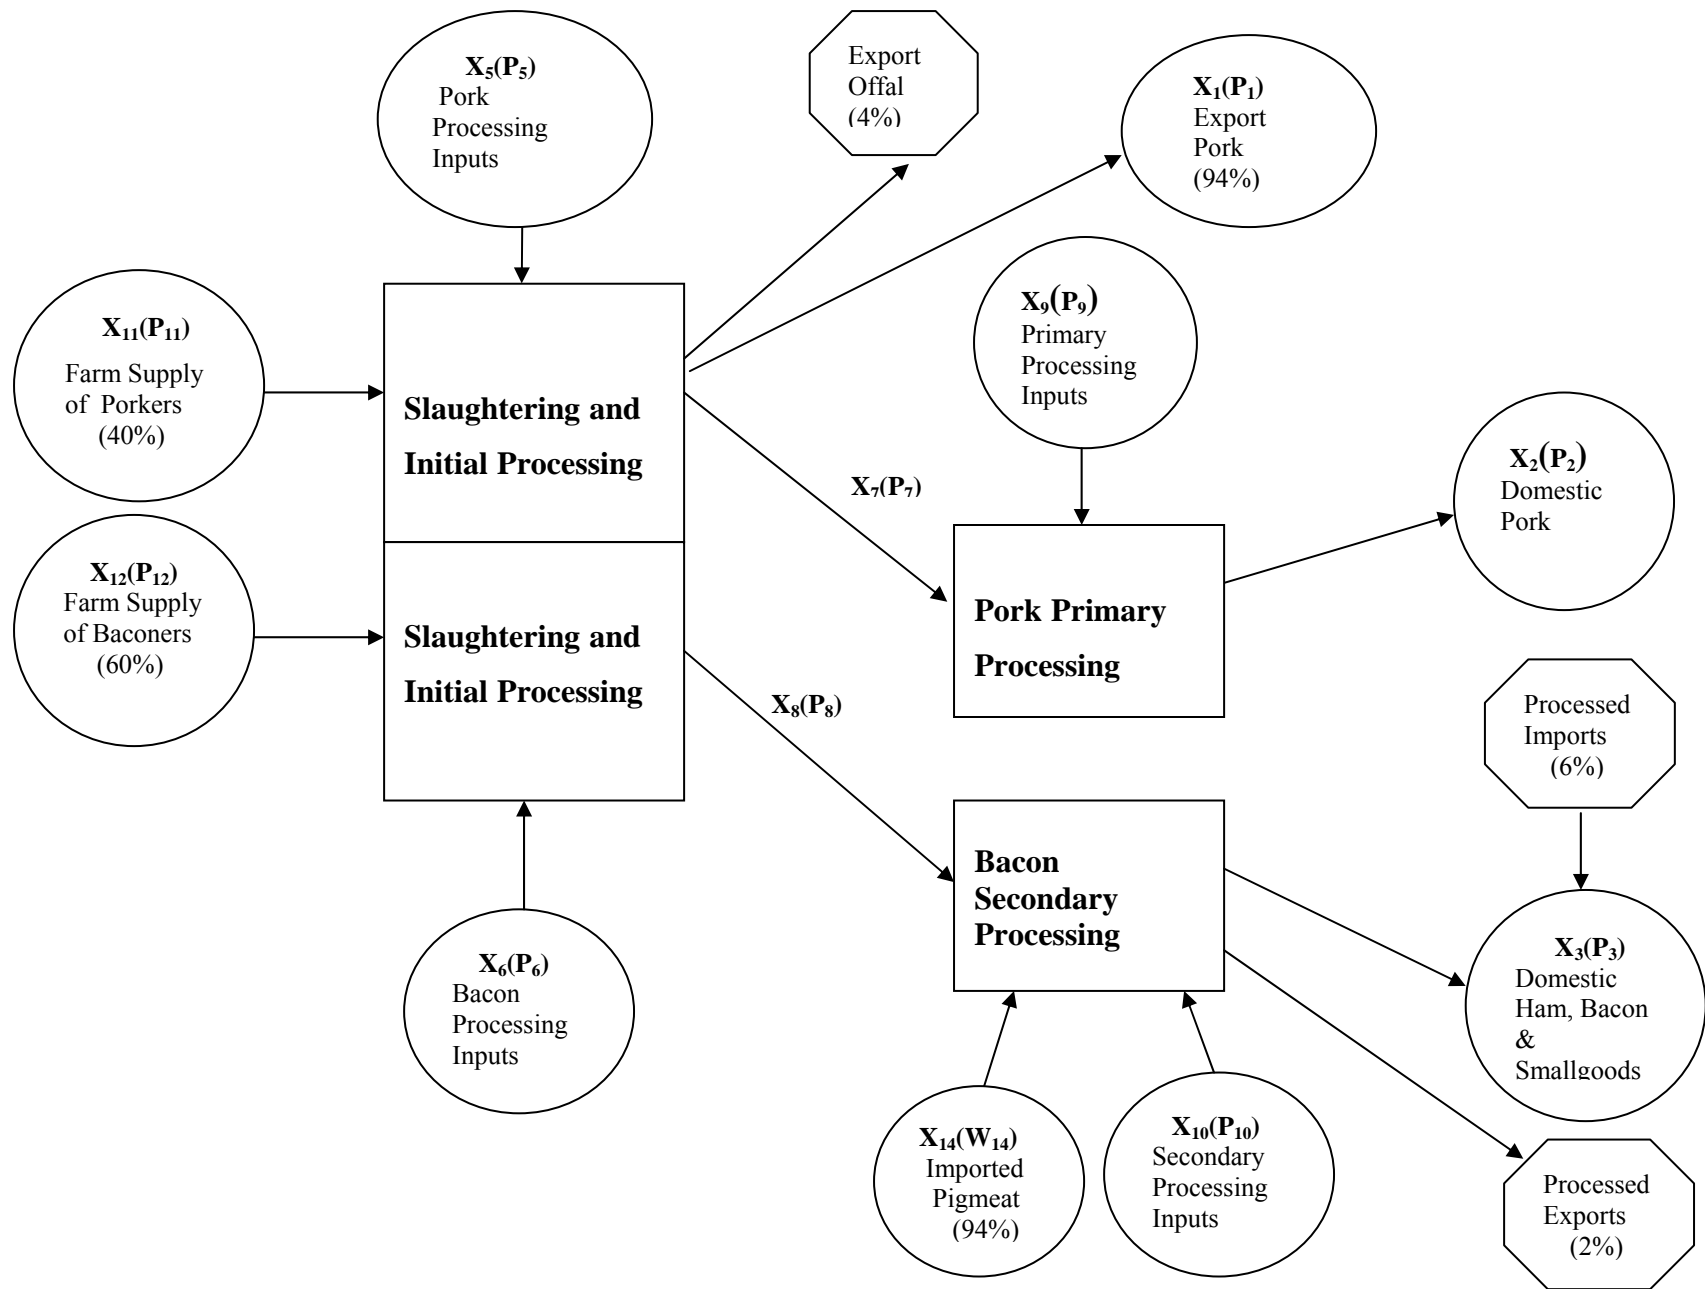 X₅(P₅)
Pork
Processing
Inputs
Export
Offal
(4%)
X₁(P₁)
Export
Pork
(94%)
X₁₁(P₁₁)
Farm Supply
of Porkers
(40%)
Slaughtering and
Initial Processing
X₉(P₉)
Primary
Processing
Inputs
X₇(P₇)
X₂(P₂)
Domestic
Pork
X₁₂(P₁₂)
Farm Supply
of Baconers
(60%)
Slaughtering and
Initial Processing
Pork Primary
Processing
X₈(P₈)
Processed
Imports
(6%)
Bacon
Secondary
Processing
X₃(P₃)
Domestic
Ham, Bacon
&
Smallgoods
X₆(P₆)
Bacon
Processing
Inputs
X₁₄(W₁₄)
Imported
Pigmeat
(94%)
X₁₀(P₁₀)
Secondary
Processing
Inputs
Processed
Exports
(2%)